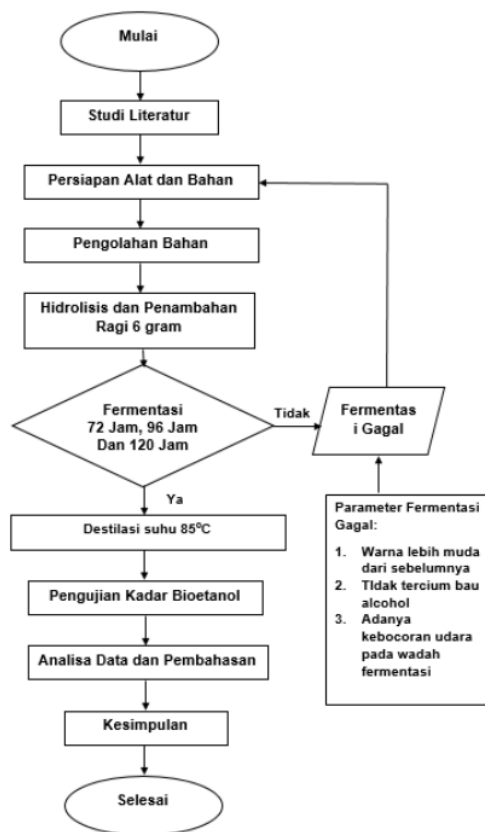 Mulai
Studi Literatur
Persiapan Alat dan Bahan
Pengolahan Bahan
Hidrolisis dan Penambahan
Ragi 6 gram
Fermentasi
72 Jam, 96 Jam
Dan 120 Jam
Tidak
Fermentas
i Gagal
Ya
Parameter Fermentasi
Gagal:
1. Warna lebih muda
dari sebelumnya
2. TIdak tercium bau
alcohol
3. Adanya
kebocoran udara
pada wadah
fermentasi
Destilasi suhu 85°C
Pengujian Kadar Bioetanol
Analisa Data dan Pembahasan
Kesimpulan
Selesai